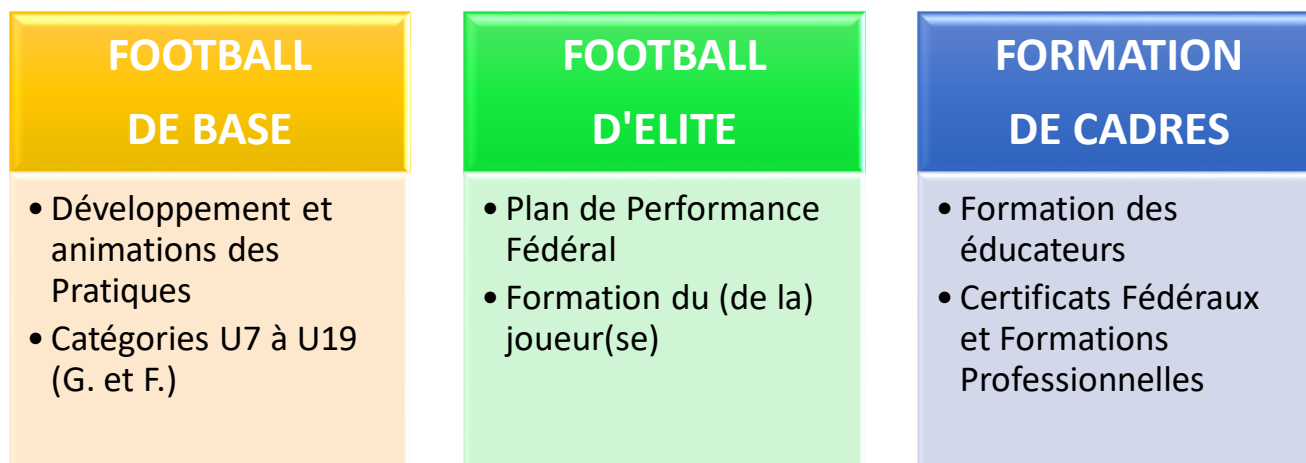 FOOTBALL
DE BASE
• Développement et
animations des
Pratiques
• Catégories U7 à U19
(G. et F.)
FOOTBALL
D'ELITE
• Plan de Performance
Fédéral
• Formation du (de la)
joueur(se)
FORMATION
DE CADRES
• Formation des
éducateurs
• Certificats Fédéraux
et Formations
Professionnelles